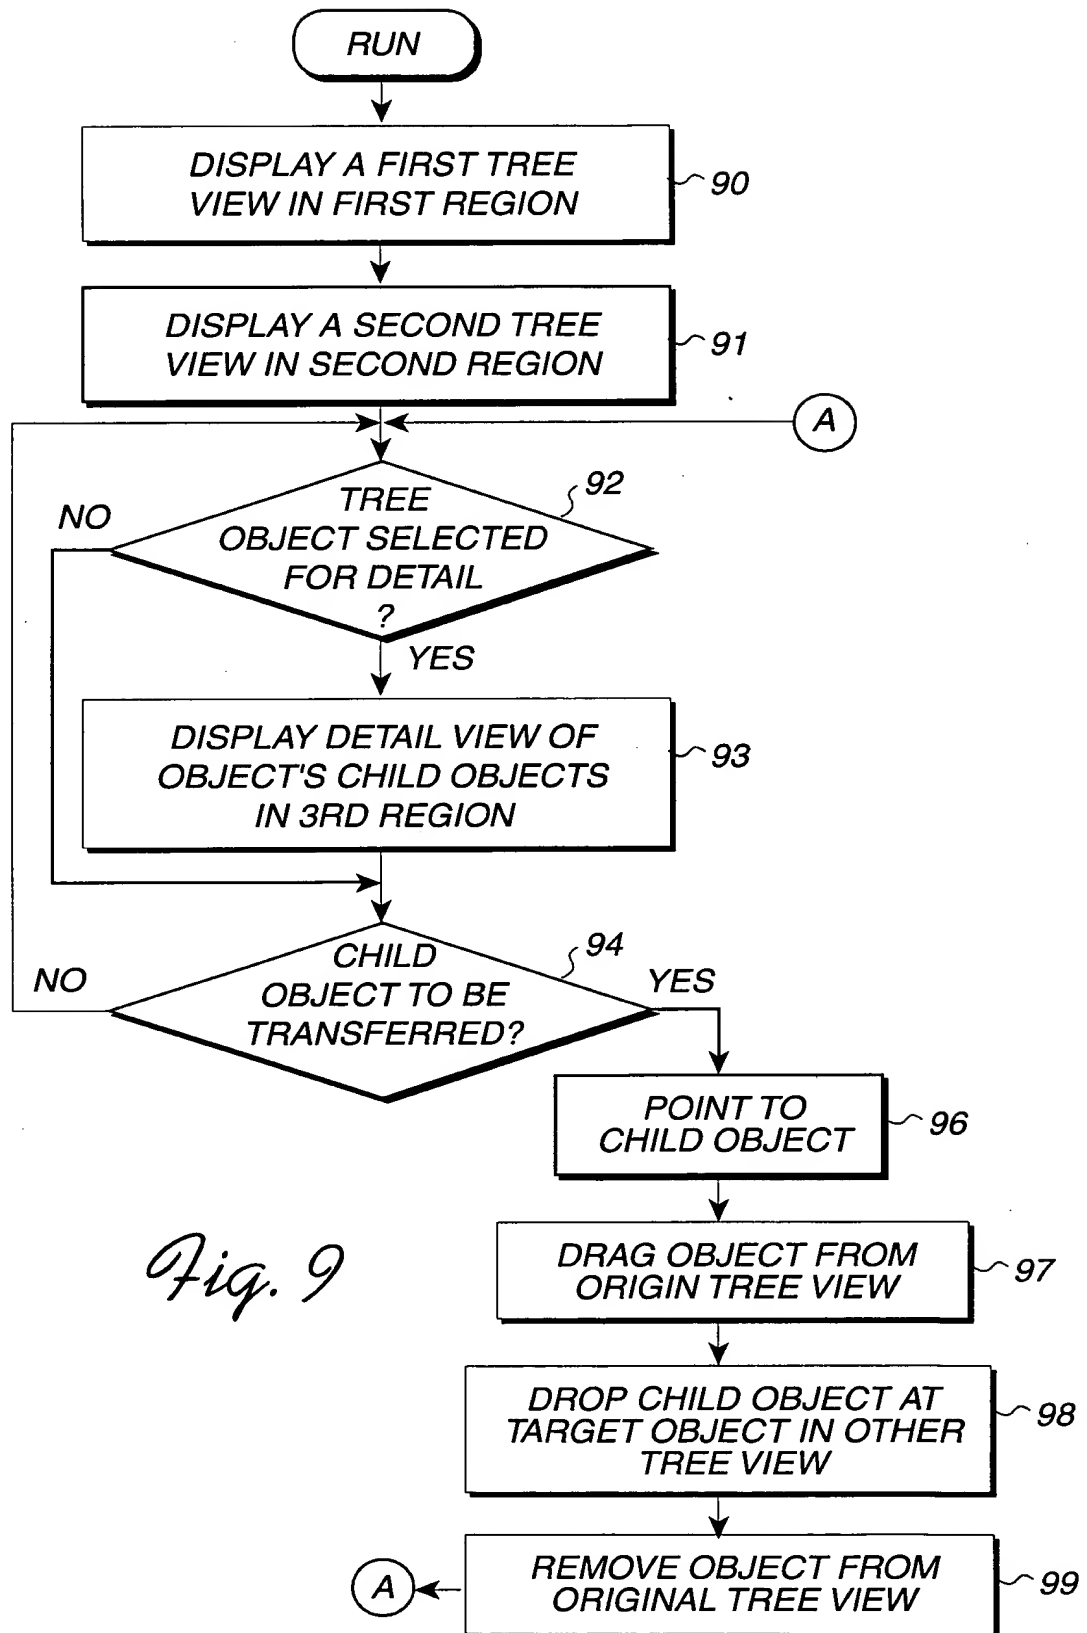 RUN
DISPLAY A FIRST TREE
VIEW IN FIRST REGION
90
DISPLAY A SECOND TREE
VIEW IN SECOND REGION
91
A
92
NO
TREE
OBJECT SELECTED
FOR DETAIL
?
YES
DISPLAY DETAIL VIEW OF
OBJECT'S CHILD OBJECTS
IN 3RD REGION
93
94
NO
CHILD
OBJECT TO BE
TRANSFERRED?
YES
POINT TO
CHILD OBJECT
96
Fig. 9
DRAG OBJECT FROM
ORIGIN TREE VIEW
97
DROP CHILD OBJECT AT
TARGET OBJECT IN OTHER
TREE VIEW
98
A
REMOVE OBJECT FROM
ORIGINAL TREE VIEW
99